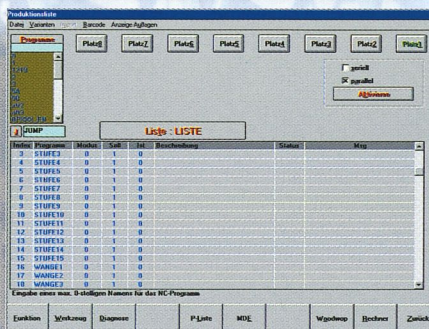 Produktionsliste
Datei Varianten Barcode Anzeige Auflagen
Programme Platz8 Platz7 Platz6 Platz5 Platz4 Platz3 Platz2 Platz1
seriell
parallel
Aktivieren
JUMP Liste : LISTE
Index Programm Modus Soll Ist Beschreibung Status Msg
3 STUFE3 0 1 0
4 STUFE4 0 1 0
5 STUFE5 0 1 0
6 STUFE6 0 1 0
7 STUFE7 0 1 0
8 STUFE8 0 1 0
9 STUFE9 0 1 0
10 STUFE10 0 1 0
11 STUFE11 0 1 0
12 STUFE12 0 1 0
13 STUFE13 0 1 0
14 STUFE14 0 1 0
15 STUFE15 0 1 0
16 WANGE1 0 1 0
17 WANGE2 0 1 0
18 WANGE3 0 1 0
Eingabe eines max. 8-stelligen Namens für das NC-Programm
Funktion Werkzeug Diagnose P-Liste MDE Woodwop Rechner Zurück